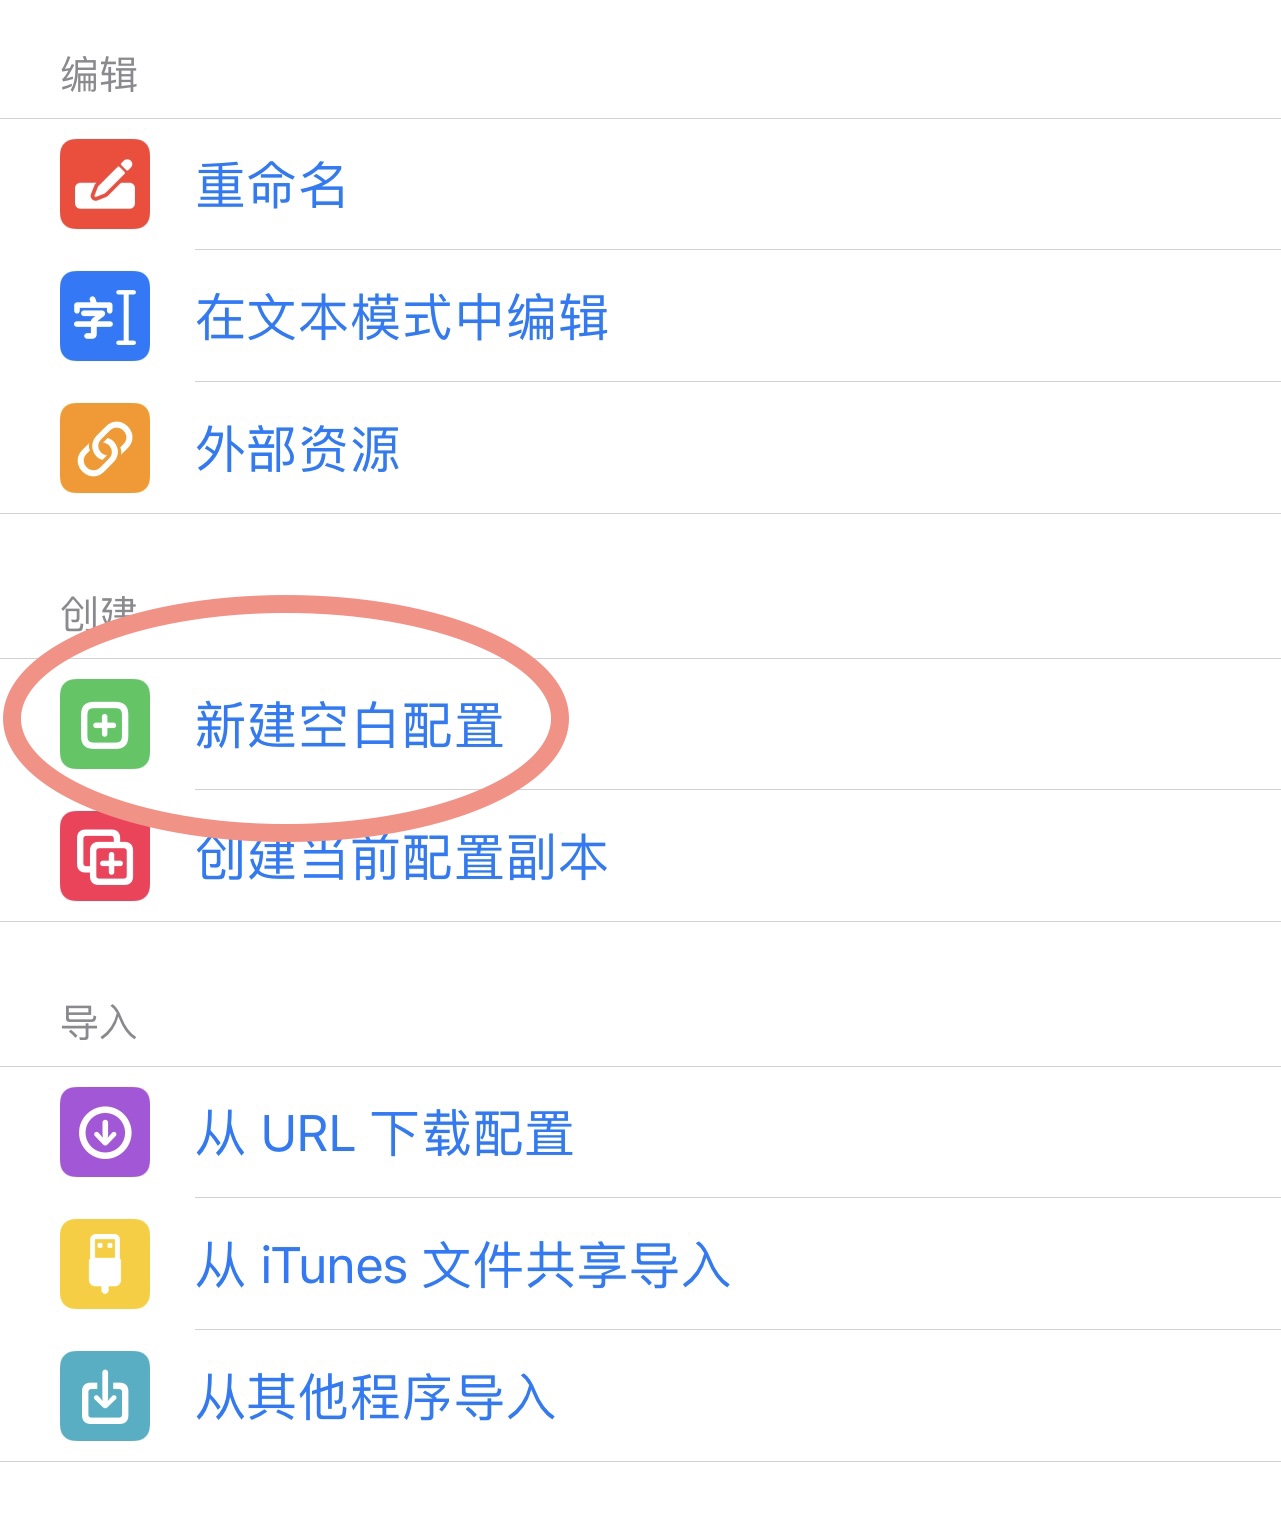 编辑
重命名
字
在文本模式中编辑
外部资源
创建
新建空白配置
创建当前配置副本
导入
从 URL 下载配置
从 iTunes 文件共享导入
从其他程序导入